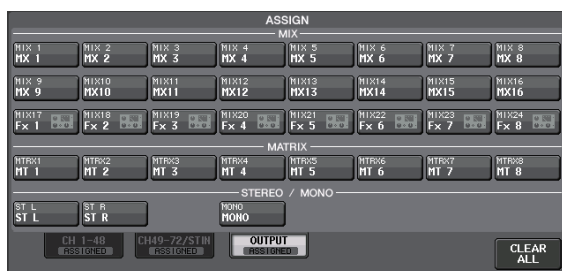 ASSIGN
MIX
MIX 1 MIX 2 MIX 3 MIX 4 MIX 5 MIX 6 MIX 7 MIX 8
MX 1 MX 2 MX 3 MX 4 MX 5 MX 6 MX 7 MX 8
MIX 9 MIX10 MIX11 MIX12 MIX13 MIX14 MIX15 MIX16
MX 9 MX10 MX11 MX12 MX13 MX14 MX15 MX16
MIX17 MIX18 MIX19 MIX20 MIX21 MIX22 MIX23 MIX24
Fx 1 Fx 2 Fx 3 Fx 4 Fx 5 Fx 6 Fx 7 Fx 8
MATRIX
MTRX1 MTRX2 MTRX3 MTRX4 MTRX5 MTRX6 MTRX7 MTRX8
MT 1 MT 2 MT 3 MT 4 MT 5 MT 6 MT 7 MT 8
STEREO / MONO
ST L ST R MONO
ST L ST R MONO
CH 1-48 CH49-72/STIN OUTPUT
ASSIGNED ASSIGNED ASSIGNED
CLEAR
ALL